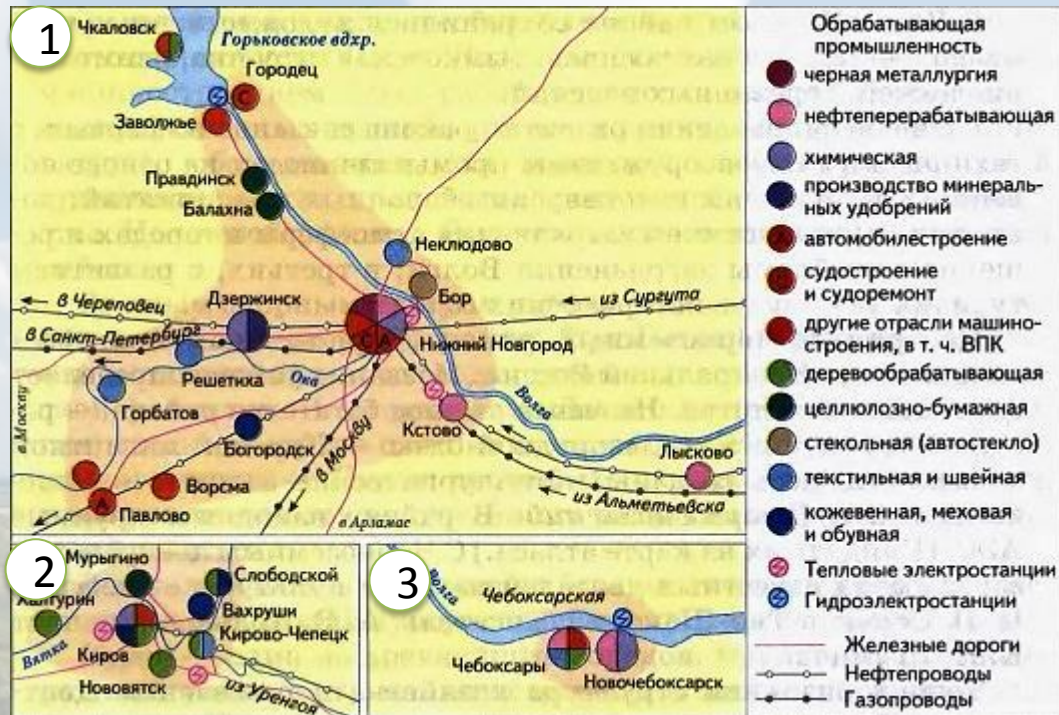 1
Чкаловск
Горьковское вдхр.
Городец
С
Заволжье
Правдинск
Балахна
Неклюдово
Бор
в Череповец
Дзержинск
из Сургута
в Санкт-Петербург
С А
Нижний Новгород
Решетиха
Ока
в Москву
Горбатов
Кстово
Волга
Богородск
в Москву
Лысково
Ворсма
из Альметьевска
А
Павлово
в Арзамас
2
Мурыгино
Слободской
Халтурин
Вахруши
Кирово-Чепецк
Вятка
Киров
Нововятск
из Уренгоя
3
Волга
Чебоксарская
Чебоксары
Новочебоксарск
Обрабатывающая
промышленность
черная металлургия
нефтеперерабатывающая
химическая
производство минераль-
ных удобрений
А
автомобилестроение
С
судостроение
и судоремонт
другие отрасли машино-
строения, в т. ч. ВПК
деревообрабатывающая
целлюлозно-бумажная
стекольная (автостекло)
текстильная и швейная
кожевенная, меховая
и обувная
Тепловые электростанции
Гидроэлектростанции
Железные дороги
Нефтепроводы
Газопроводы